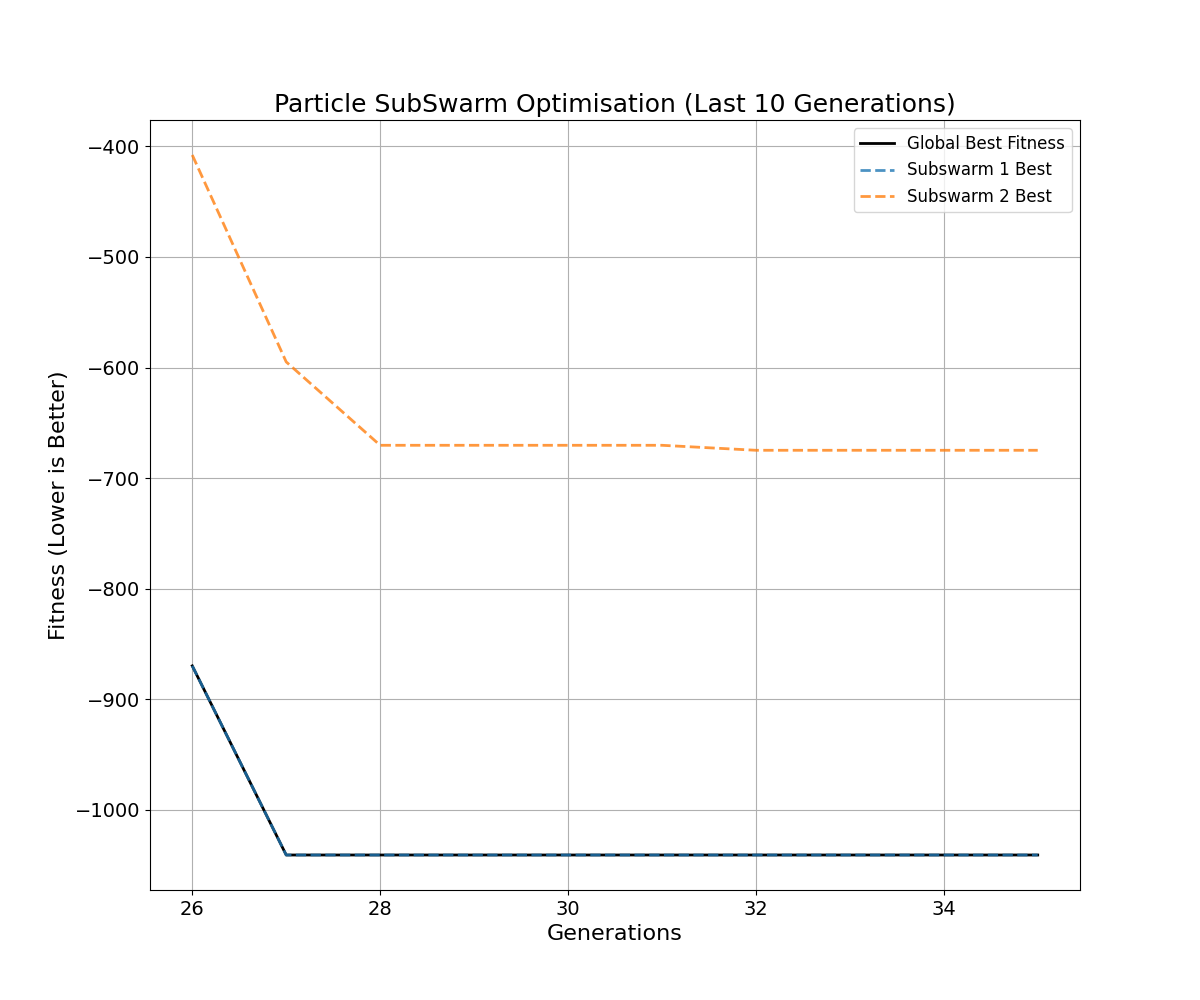 Particle SubSwarm Optimisation (Last 10 Generations)
Global Best Fitness
Subswarm 1 Best
Subswarm 2 Best
Fitness (Lower is Better)
−400
−500
−600
−700
−800
−900
−1000
26 28 30 32 34
Generations